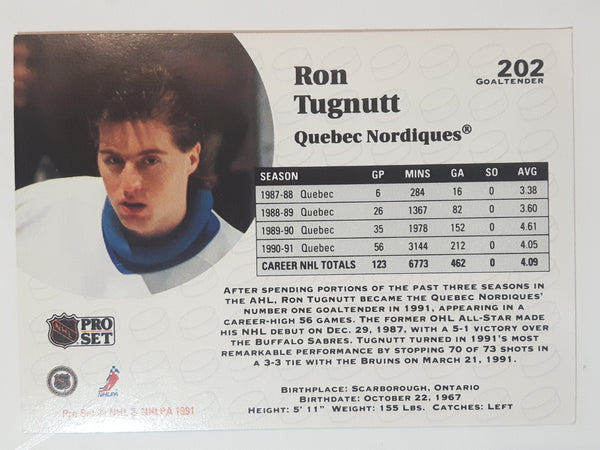 202
GOALTENDER
Ron
Tugnutt
Quebec Nordiques®
SEASON GP MINS GA SO AVG
1987-88 Quebec 6 284 16 0 3.38
1988-89 Quebec 26 1367 82 0 3.60
1989-90 Quebec 35 1978 152 0 4.61
1990-91 Quebec 56 3144 212 0 4.05
CAREER NHL TOTALS 123 6773 462 0 4.09
AFTER SPENDING PORTIONS OF THE PAST THREE SEASONS IN
THE AHL, RON TUGNUTT BECAME THE QUEBEC NORDIQUES'
NUMBER ONE GOALTENDER IN 1991, APPEARING IN A
CAREER-HIGH 56 GAMES. THE FORMER OHL ALL-STAR MADE
HIS NHL DEBUT ON DEC. 29, 1987, WITH A 5-1 VICTORY OVER
THE BUFFALO SABRES. TUGNUTT TURNED IN 1991'S MOST
REMARKABLE PERFORMANCE BY STOPPING 70 OF 73 SHOTS IN
A 3-3 TIE WITH THE BRUINS ON MARCH 21, 1991.
NHL PRO
SET
NHLPA
Pro Set © NHL & NHLPA 1991
BIRTHPLACE: SCARBOROUGH, ONTARIO
BIRTHDATE: OCTOBER 22, 1967
HEIGHT: 5' 11" WEIGHT: 155 LBS. CATCHES: LEFT